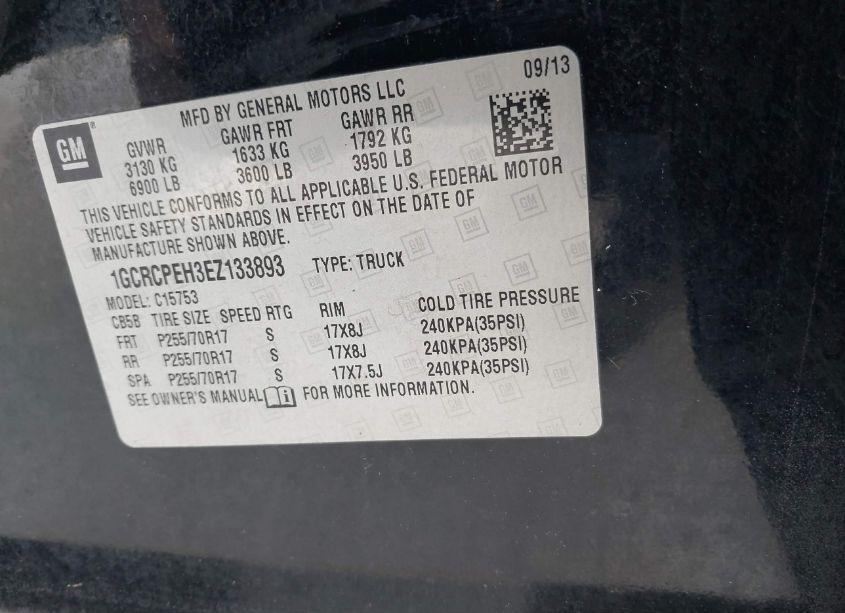 09/13
MFD BY GENERAL MOTORS LLC
GM®
GVWR GAWR FRT GAWR RR
3130 KG 1633 KG 1792 KG
6900 LB 3600 LB 3950 LB
THIS VEHICLE CONFORMS TO ALL APPLICABLE U.S. FEDERAL MOTOR
VEHICLE SAFETY STANDARDS IN EFFECT ON THE DATE OF
MANUFACTURE SHOWN ABOVE.
1GCRCPEH3EZ133893 TYPE: TRUCK
MODEL: C15753
CB5B TIRE SIZE SPEED RTG RIM COLD TIRE PRESSURE
FRT P255/70R17 S 17X8J 240KPA(35PSI)
RR P255/70R17 S 17X8J 240KPA(35PSI)
SPA P255/70R17 S 17X7.5J 240KPA(35PSI)
SEE OWNER'S MANUAL FOR MORE INFORMATION.